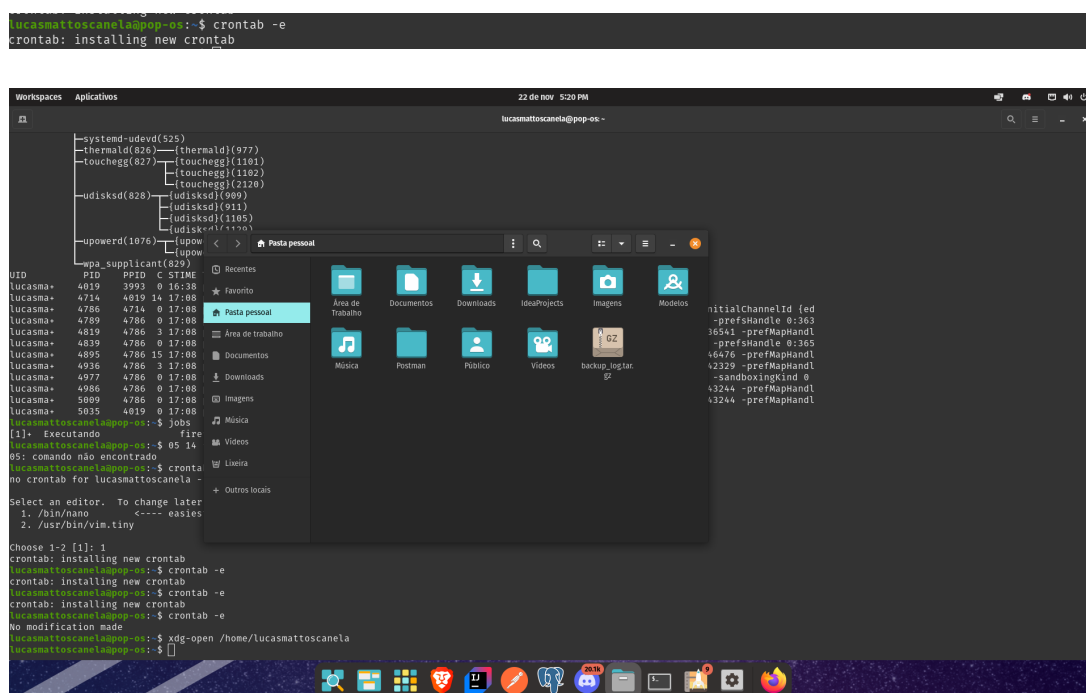 lucasmattoscanela@pop-os:~$ crontab -e
crontab: installing new crontab
Workspaces Aplicativos 22 de nov 5:20 PM
lucasmattoscanela@pop-os: ~
systemd-udevd(525)
thermald(826)───{thermald}(977)
touchegg(827)─┬─{touchegg}(1101)
{touchegg}(1102)
{touchegg}(2120)
udisksd(828)─┬─{udisksd}(909)
{udisksd}(911)
{udisksd}(1105)
{udisksd}(1120)
upowerd(1076)─┬─{upow
{upow
wpa_supplicant(829)
UID PID PPID C STIME
lucasma+ 4019 3993 0 16:38
lucasma+ 4714 4019 14 17:08
lucasma+ 4786 4714 0 17:08 nitialChannelId {ed
lucasma+ 4789 4786 0 17:08 -prefsHandle 0:363
lucasma+ 4819 4786 3 17:08 36541 -prefMapHandl
lucasma+ 4839 4786 0 17:08 -prefsHandle 0:365
lucasma+ 4895 4786 15 17:08 46476 -prefMapHandl
lucasma+ 4936 4786 3 17:08 42329 -prefMapHandl
lucasma+ 4977 4786 0 17:08 -sandboxingKind 0
lucasma+ 4986 4786 0 17:08 43244 -prefMapHandl
lucasma+ 5009 4786 0 17:08 43244 -prefMapHandl
lucasma+ 5035 4019 0 17:08
lucasmattoscanela@pop-os:~$ jobs
[1]+ Executando fire
lucasmattoscanela@pop-os:~$ 05 14
05: comando não encontrado
lucasmattoscanela@pop-os:~$ cronta
no crontab for lucasmattoscanela -
Select an editor. To change later
1. /bin/nano <---- easies
2. /usr/bin/vim.tiny
Choose 1-2 [1]: 1
crontab: installing new crontab
lucasmattoscanela@pop-os:~$ crontab -e
crontab: installing new crontab
lucasmattoscanela@pop-os:~$ crontab -e
crontab: installing new crontab
lucasmattoscanela@pop-os:~$ crontab -e
No modification made
lucasmattoscanela@pop-os:~$ xdg-open /home/lucasmattoscanela
lucasmattoscanela@pop-os:~$
Pasta pessoal
Recentes
Favorito
Pasta pessoal
Área de trabalho
Documentos
Downloads
Imagens
Música
Vídeos
Lixeira
+ Outros locais
Área de Trabalho
Documentos
Downloads
IdeaProjects
Imagens
Modelos
Música
Postman
Público
Vídeos
GZ
backup_log.tar.
gz
IJ
20.1k
9